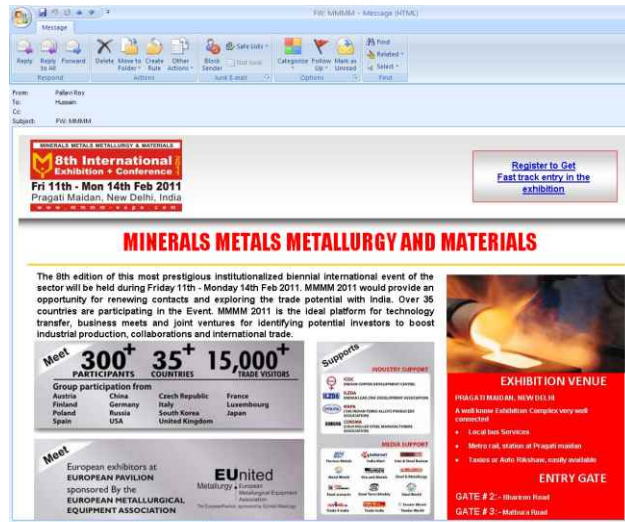 FW: MMMM - Message (HTML)
Message
Reply
Reply to All
Forward
Delete
Move to Folder
Create Rule
Other Actions
Block Sender
Safe Lists
Not Junk
Categorize
Follow Up
Mark as Unread
Find
Related
Select
Respond
Actions
Junk E-mail
Options
Find
From: Pallavi Roy
To: Hussain
Cc:
Subject: FW: MMMM
MINERALS METALS METALLURGY & MATERIALS
8th International
Exhibition + Conference
Fri 11th - Mon 14th Feb 2011
Pragati Maidan, New Delhi, India
www.mmmm-expo.com
Register to Get
Fast track entry in the
exhibition
MINERALS METALS METALLURGY AND MATERIALS
The 8th edition of this most prestigious institutionalized biennial international event of the
sector will be held during Friday 11th - Monday 14th Feb 2011. MMMM 2011 would provide an
opportunity for renewing contacts and exploring the trade potential with India. Over 35
countries are participating in the Event. MMMM 2011 is the ideal platform for technology
transfer, business meets and joint ventures for identifying potential investors to boost
industrial production, collaborations and international trade.
Meet
300+ 35+ 15,000+
PARTICIPANTS COUNTRIES TRADE VISITORS
Group participation from
Austria China Czech Republic France
Finland Germany Italy Luxembourg
Poland Russia South Korea Japan
Spain USA United Kingdom
Supports
INDUSTRY SUPPORT
MEDIA SUPPORT
Meet
European exhibitors at
EUROPEAN PAVILION
sponsored By the
EUROPEAN METALLURGICAL
EQUIPMENT ASSOCIATION
EUnited
Metallurgy
European
Metallurgical Equipment
Association
EXHIBITION VENUE
PRAGATI MAIDAN, NEW DELHI
A well know Exhibition Complex very well
connected
• Local bus Services
• Metro rail, station at Pragati maidan
• Taxies or Auto Rikshaw, easily available
ENTRY GATE
GATE # 2:- Bhairon Road
GATE # 3:- Mathura Road